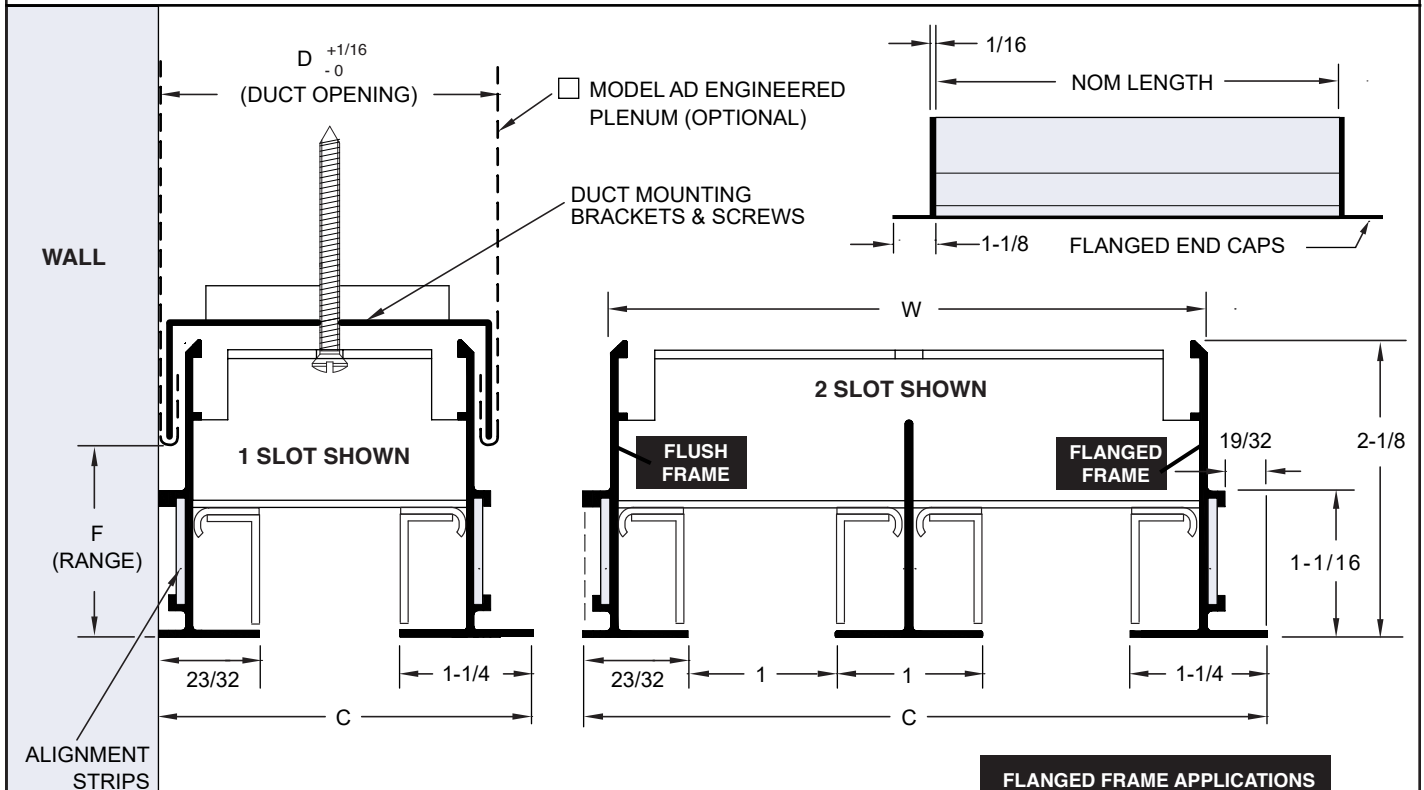 D +1/16
- 0
(DUCT OPENING)
□ MODEL AD ENGINEERED
PLENUM (OPTIONAL)
1/16
NOM LENGTH
DUCT MOUNTING
BRACKETS & SCREWS
1-1/8
FLANGED END CAPS
WALL
W
1 SLOT SHOWN
2 SLOT SHOWN
FLUSH
FRAME
FLANGED
FRAME
19/32
2-1/8
F
(RANGE)
1-1/16
23/32
1-1/4
C
23/32
1
1
1-1/4
C
ALIGNMENT
STRIPS
FLANGED FRAME APPLICATIONS